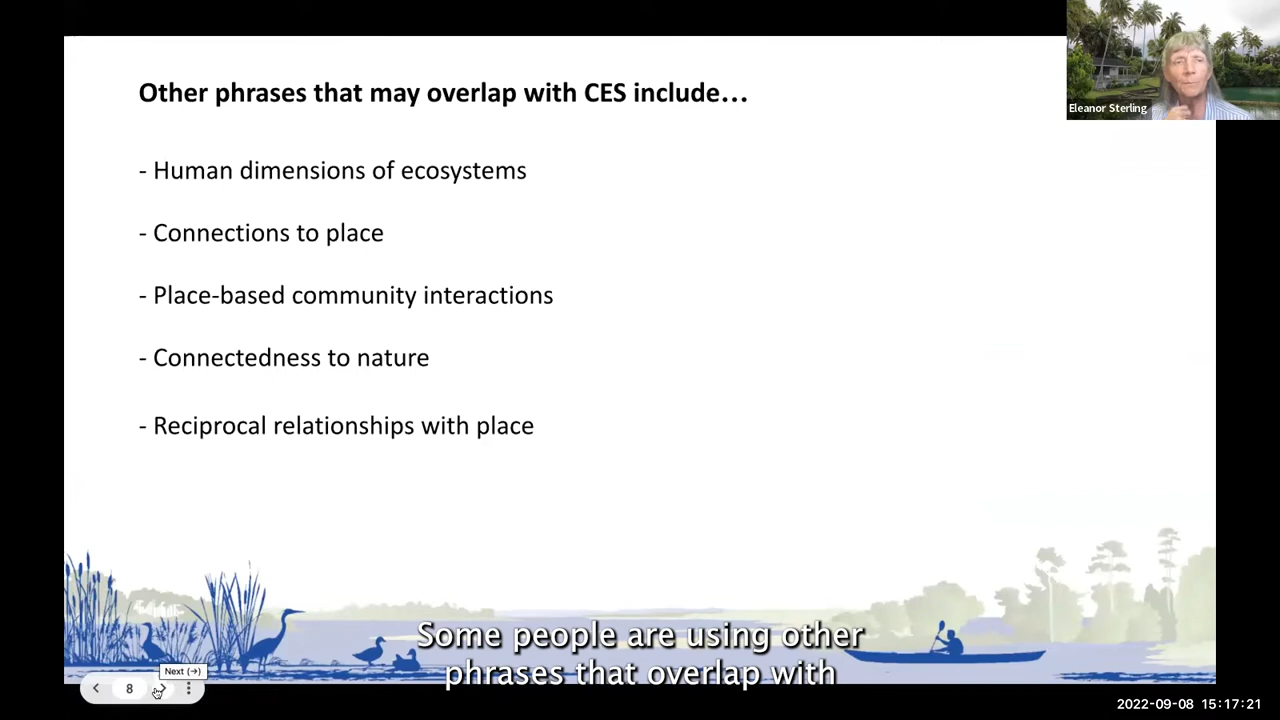 Other phrases that may overlap with CES include...
Eleanor Sterling
- Human dimensions of ecosystems
- Connections to place
- Place-based community interactions
- Connectedness to nature
- Reciprocal relationships with place
Some people are using other
phrases that overlap with
Next (→)
8
2022-09-08 15:17:21